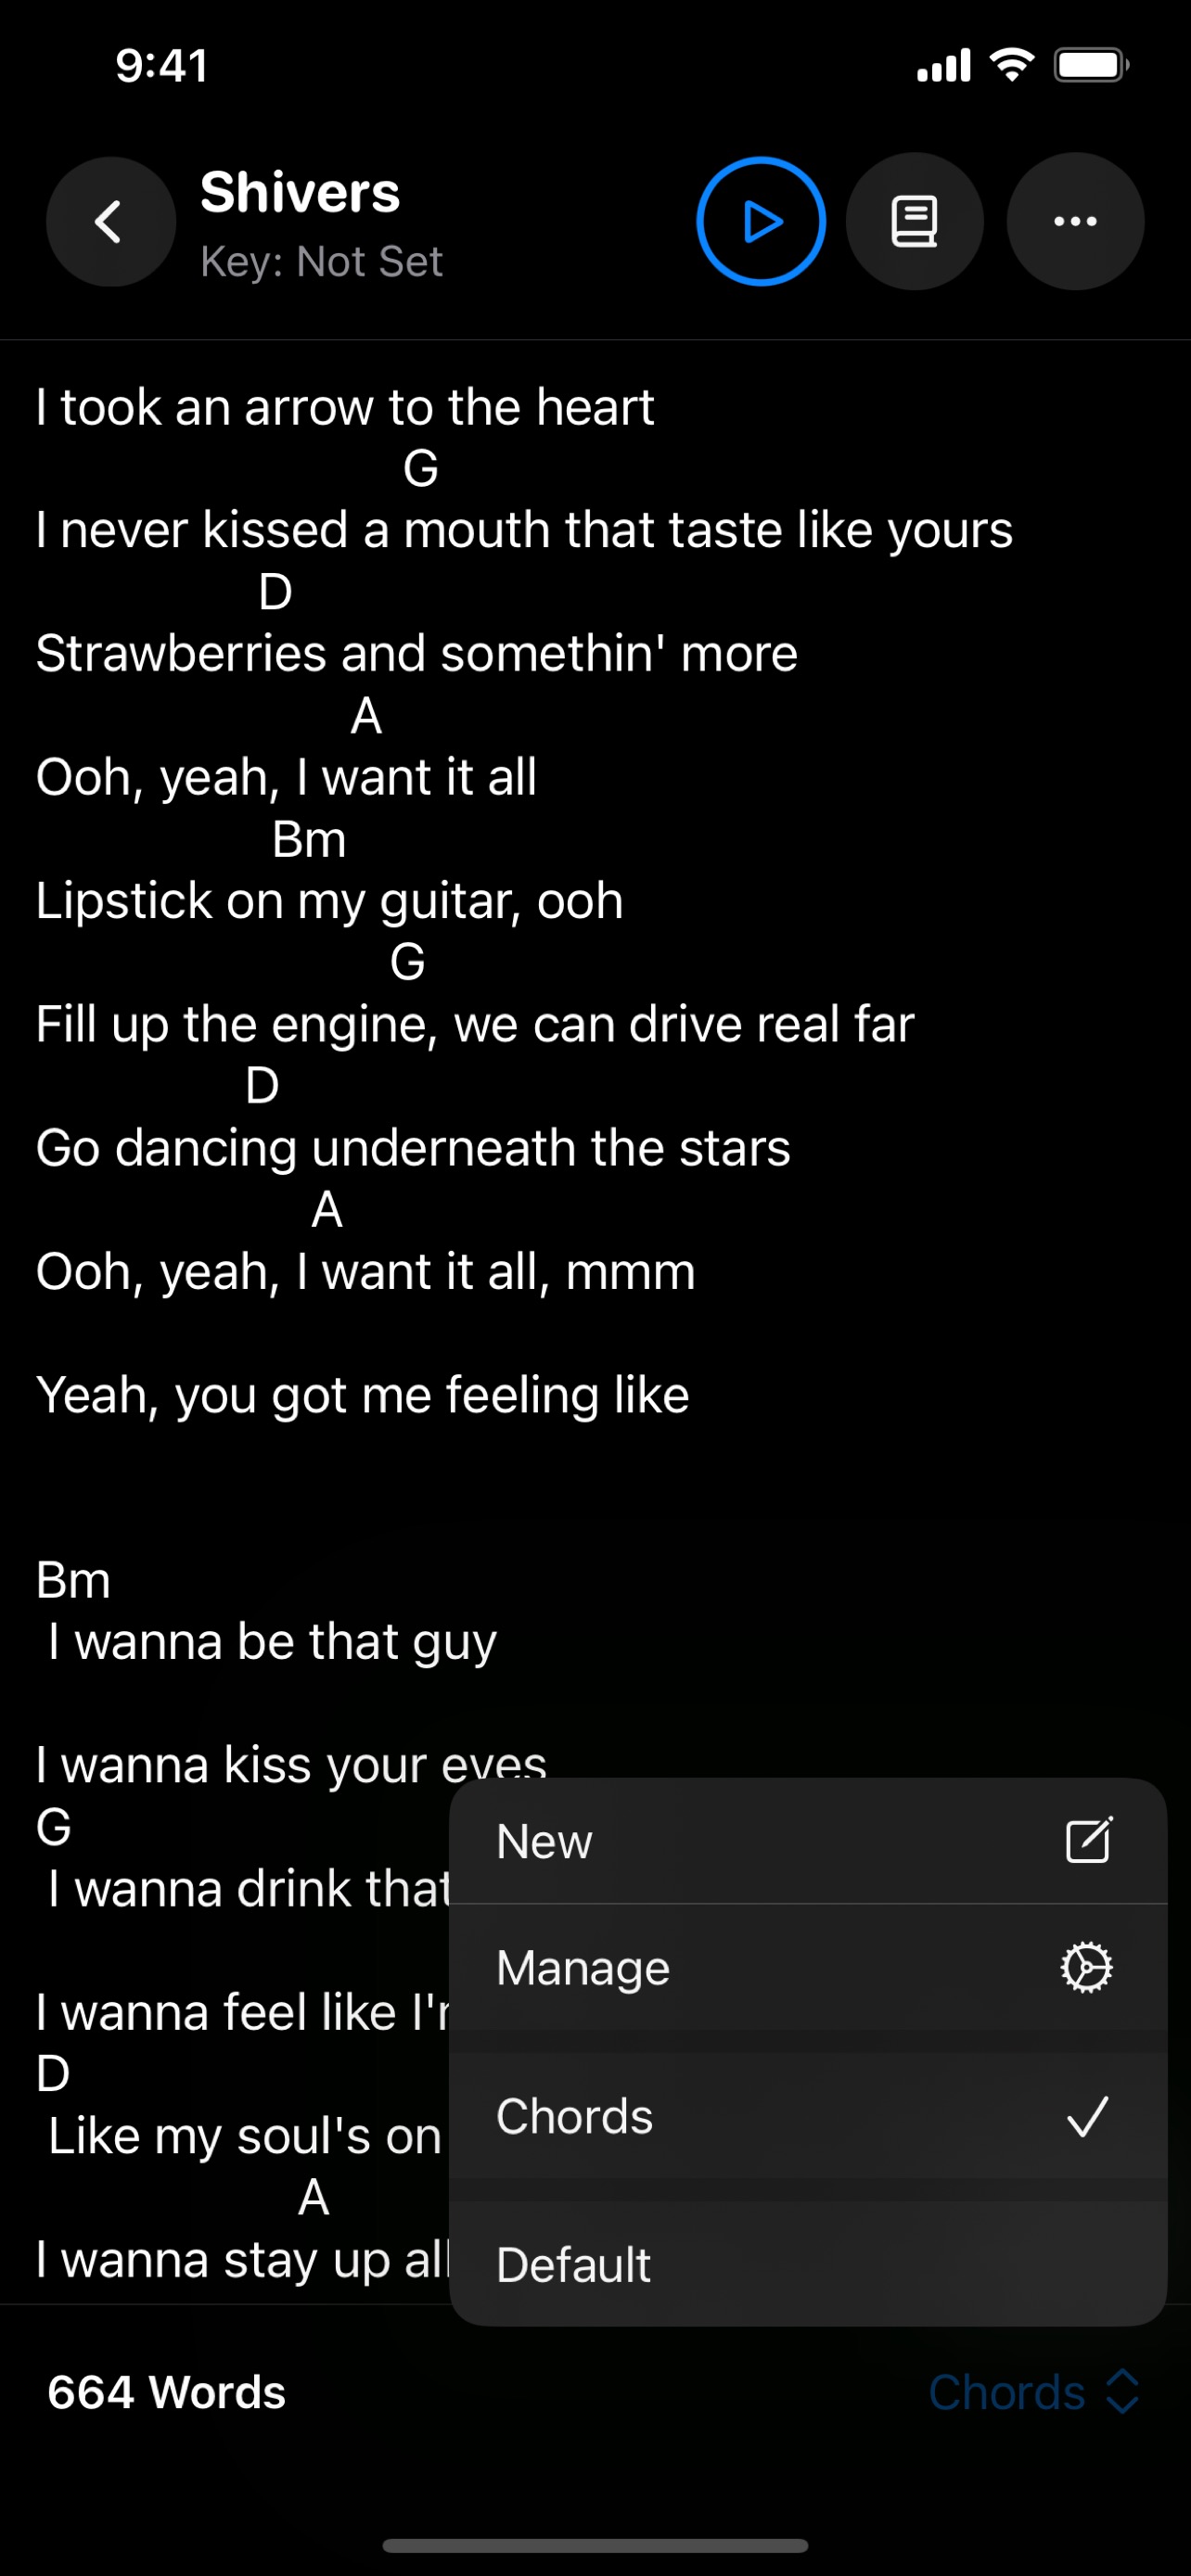 9:41
Shivers
Key: Not Set
I took an arrow to the heart
G
I never kissed a mouth that taste like yours
D
Strawberries and somethin' more
A
Ooh, yeah, I want it all
Bm
Lipstick on my guitar, ooh
G
Fill up the engine, we can drive real far
D
Go dancing underneath the stars
A
Ooh, yeah, I want it all, mmm
Yeah, you got me feeling like
Bm
I wanna be that guy
I wanna kiss your eyes
G
I wanna drink that
I wanna feel like I'm
D
Like my soul's on
A
I wanna stay up all
New
Manage
Chords
Default
664 Words
Chords